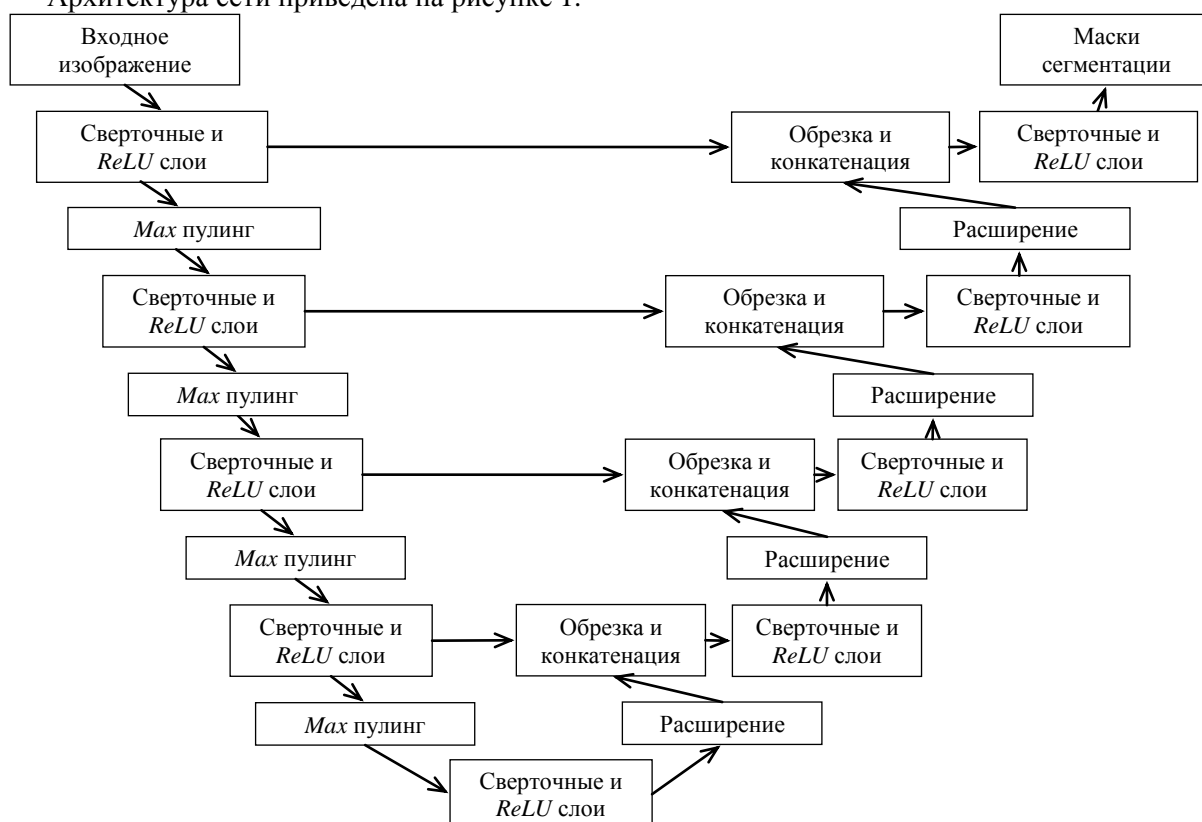 Архитектура сети приведена на рисунке 1.
Входное
изображение
Маски
сегментации
Сверточные и
ReLU слои
Обрезка и
конкатенация
Сверточные и
ReLU слои
Max пулинг
Расширение
Сверточные и
ReLU слои
Обрезка и
конкатенация
Сверточные и
ReLU слои
Max пулинг
Расширение
Сверточные и
ReLU слои
Обрезка и
конкатенация
Сверточные и
ReLU слои
Max пулинг
Расширение
Сверточные и
ReLU слои
Обрезка и
конкатенация
Сверточные и
ReLU слои
Max пулинг
Расширение
Сверточные и
ReLU слои